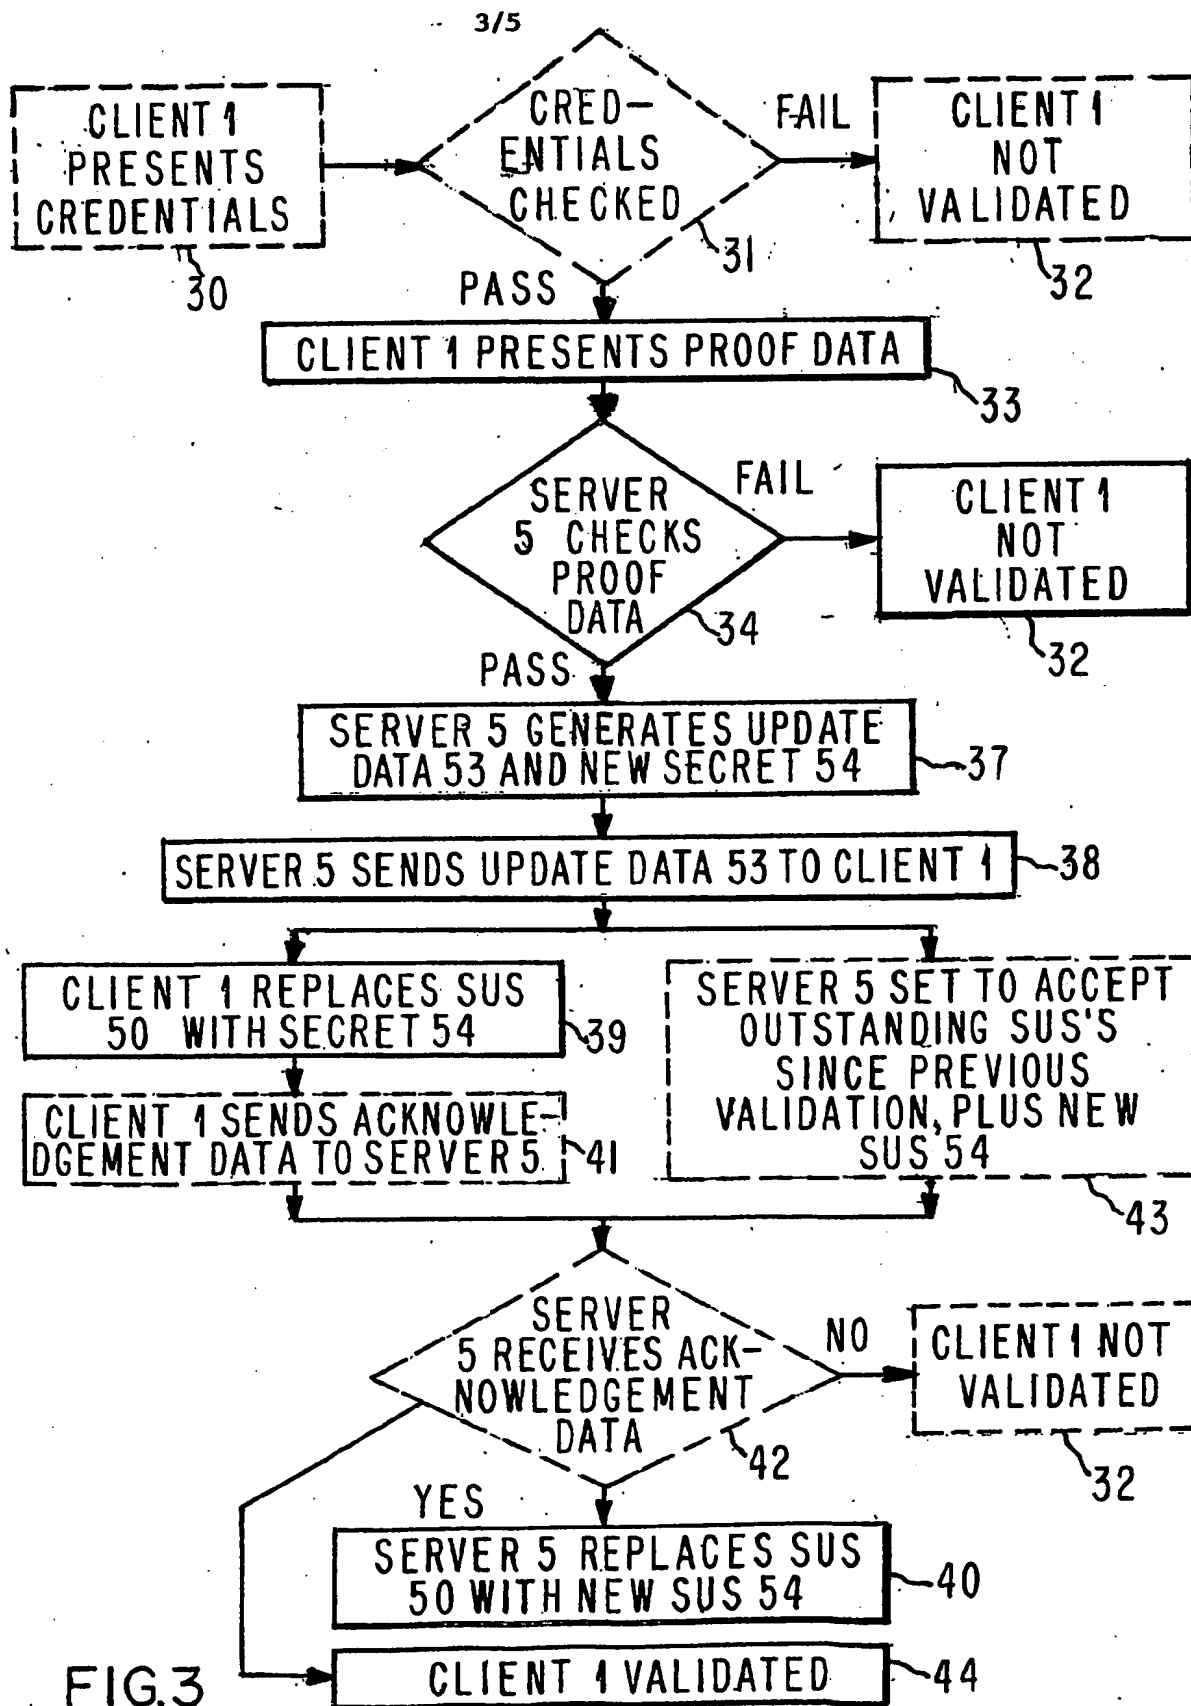 3/5
CLIENT 1
PRESENTS
CREDENTIALS
30
CRED-
ENTIALS
CHECKED
31
FAIL
CLIENT 1
NOT
VALIDATED
32
PASS
CLIENT 1 PRESENTS PROOF DATA
33
SERVER
5 CHECKS
PROOF
DATA
34
FAIL
CLIENT 1
NOT
VALIDATED
32
PASS
SERVER 5 GENERATES UPDATE
DATA 53 AND NEW SECRET 54
37
SERVER 5 SENDS UPDATE DATA 53 TO CLIENT 1
38
CLIENT 1 REPLACES SUS
50 WITH SECRET 54
39
CLIENT 1 SENDS ACKNOWLE-
DGEMENT DATA TO SERVER 5
41
SERVER 5 SET TO ACCEPT
OUTSTANDING SUS'S
SINCE PREVIOUS
VALIDATION, PLUS NEW
SUS 54
43
SERVER
5 RECEIVES ACK-
NOWLEDGEMENT
DATA
42
NO
CLIENT 1 NOT
VALIDATED
32
YES
SERVER 5 REPLACES SUS
50 WITH NEW SUS 54
40
CLIENT 1 VALIDATED
44
FIG.3